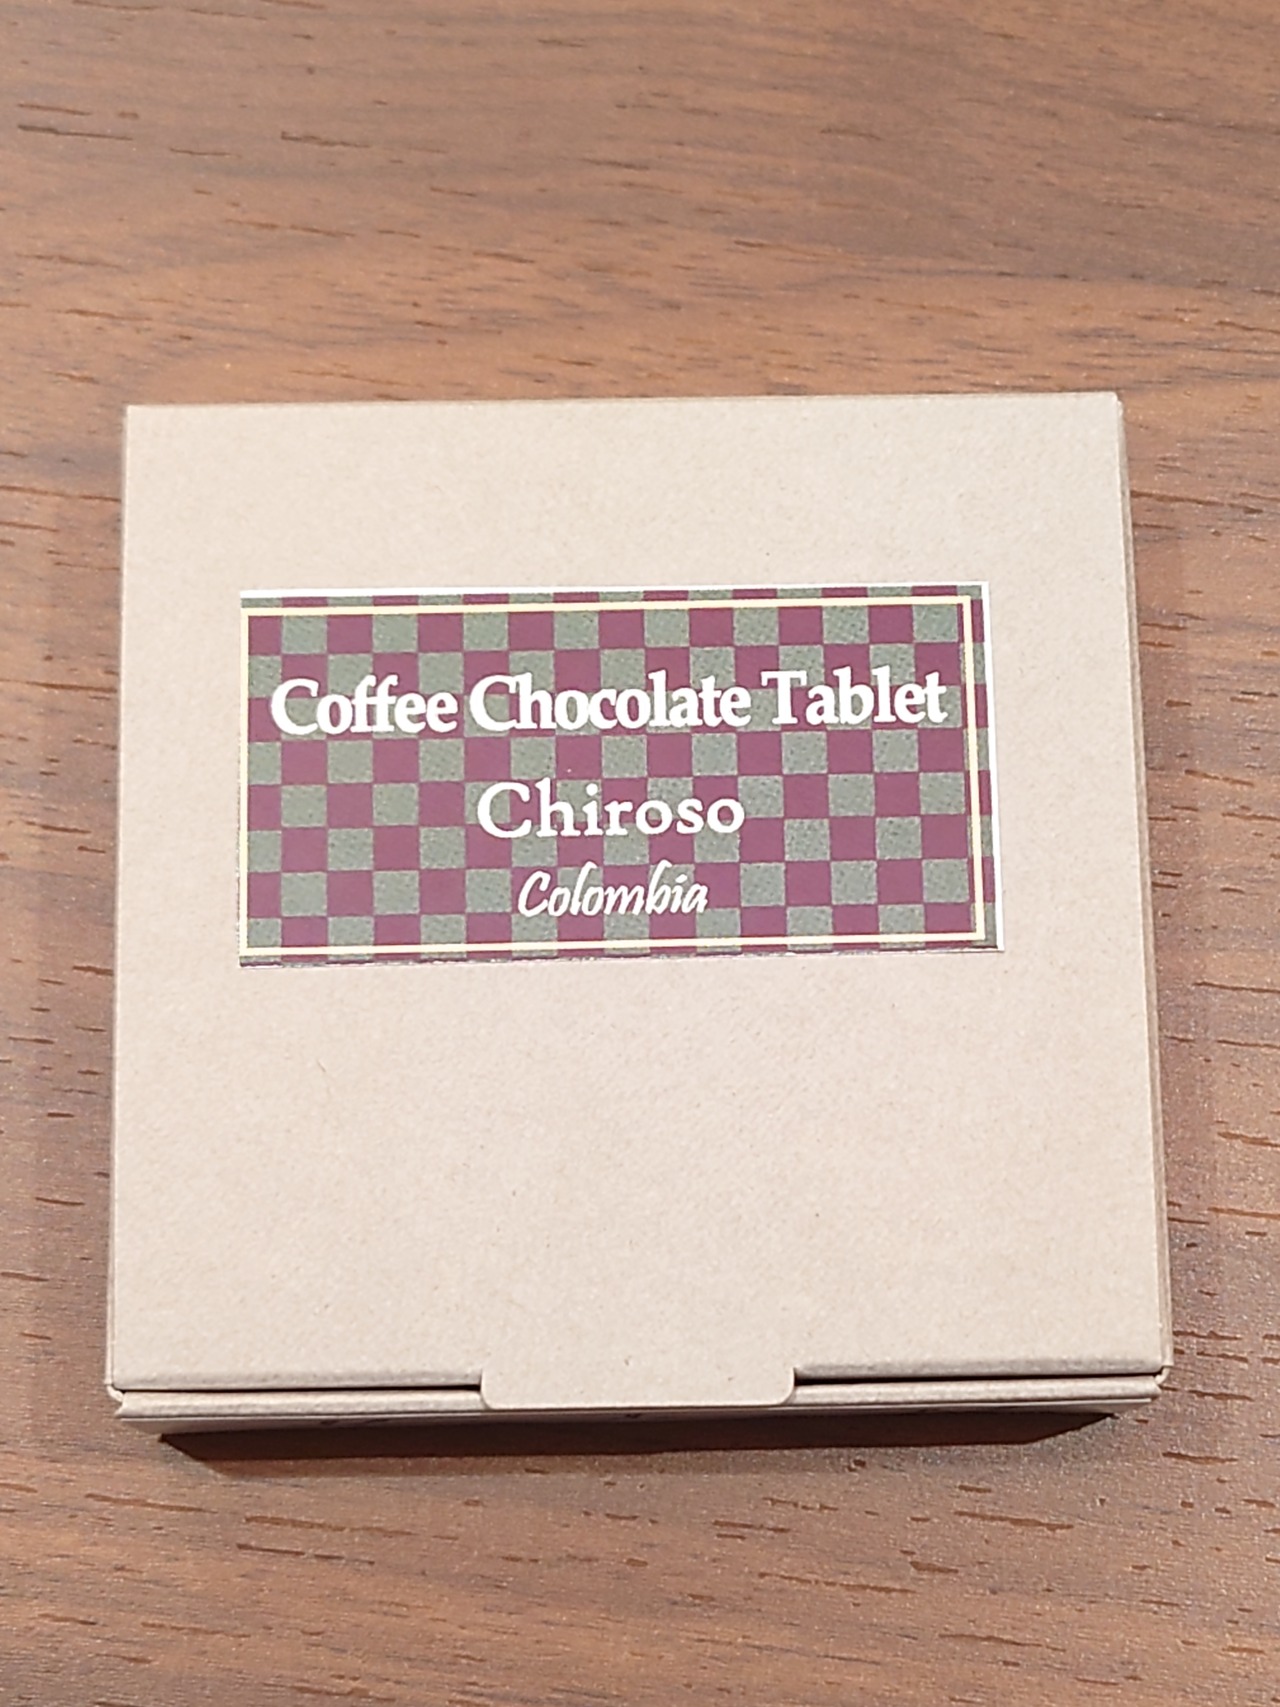 Coffee Chocolate Tablet
Chiroso
Colombia